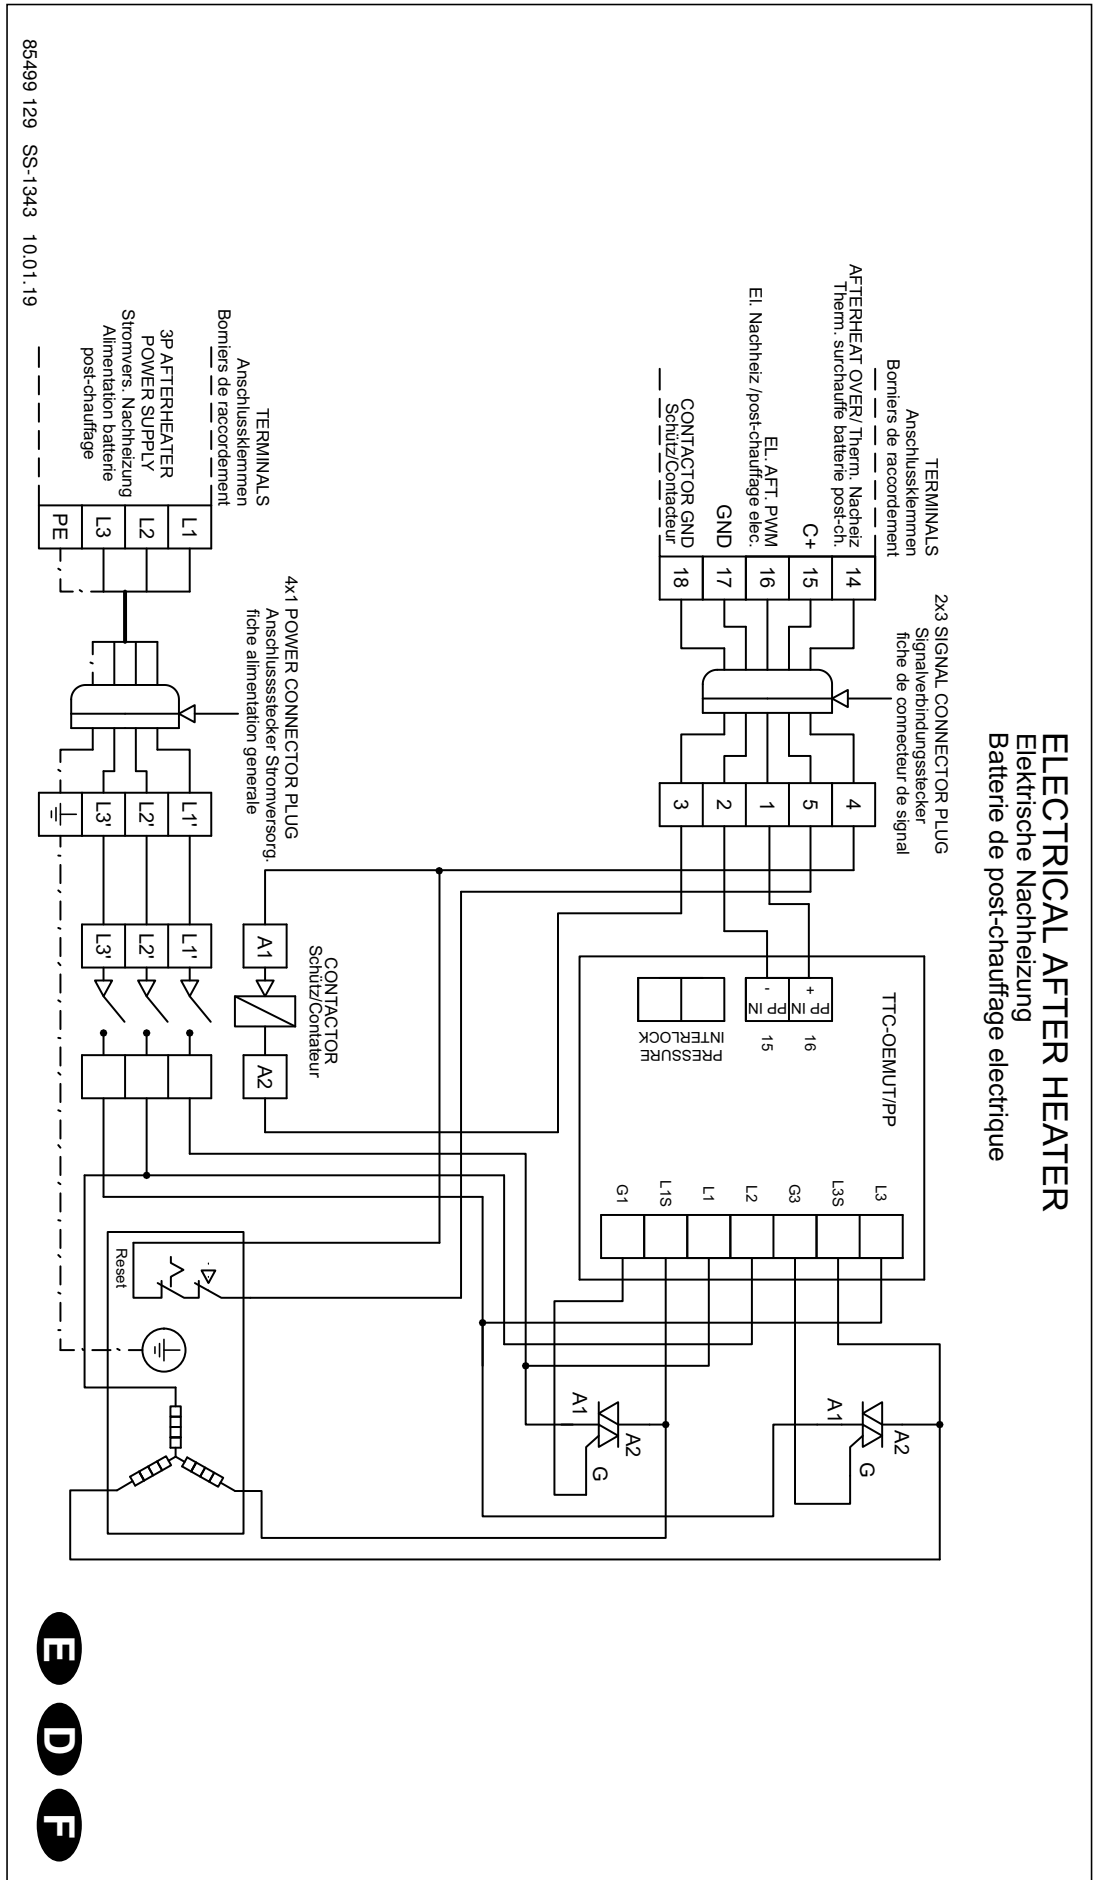 ELECTRICAL AFTER HEATER
Elektrische Nachheizung
Batterie de post-chauffage electrique
TERMINALS
Anschlussklemmen
Borniers de raccordement
2x3 SIGNAL CONNECTOR PLUG
Signalverbindungsstecker
fiche de connecteur de signal
AFTERHEAT OVER/ Therm. Nacheiz
Therm. surchauffe batterie post-ch.
14
4
C+
15
5
EL. AFT. PWM
El. Nachheiz /post-chauffage elec.
16
1
GND
17
2
CONTACTOR GND
Schütz/Contacteur
18
3
TTC-OEMUT/PP
+
PP IN
16
-
PP IN
15
PRESSURE
INTERLOCK
L3
L3S
G3
L2
L1
L1S
G1
A2
A1
G
A2
A1
G
CONTACTOR
Schütz/Contateur
A1
A2
4x1 POWER CONNECTOR PLUG
Anschlusssstecker Stromversorg.
fiche alimentation generale
TERMINALS
Anschlussklemmen
Borniers de raccordement
3P AFTERHEATER
POWER SUPPLY
Stromvers. Nachheizung
Alimentation batterie
post-chauffage
L1
L2
L3
PE
L1'
L2'
L3'
L1'
L2'
L3'
Reset
85499 129 SS-1343 10.01.19
E D F